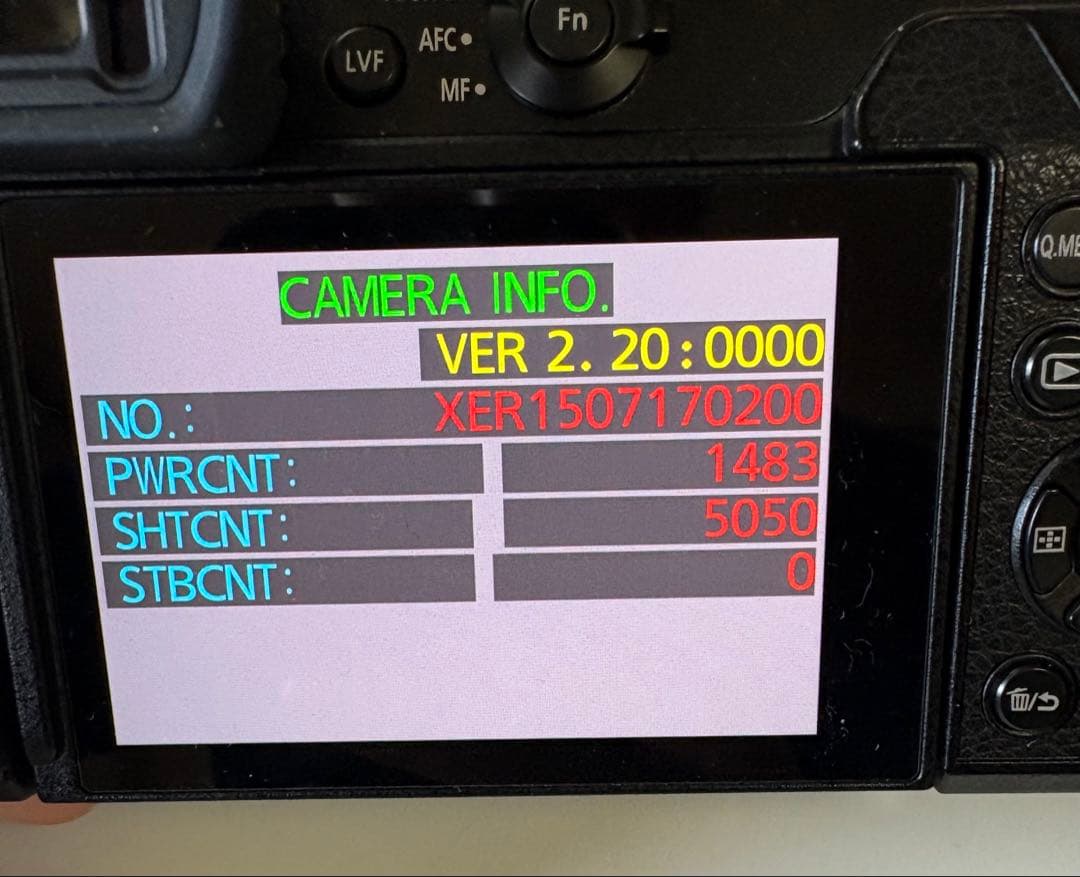 Fn
AFC
LVF
MF
CAMERA INFO.
VER 2. 20:0000
NO.: XER1507170200
Q.ME
PWRCNT: 1483
SHTCNT: 5050
STBCNT: 0